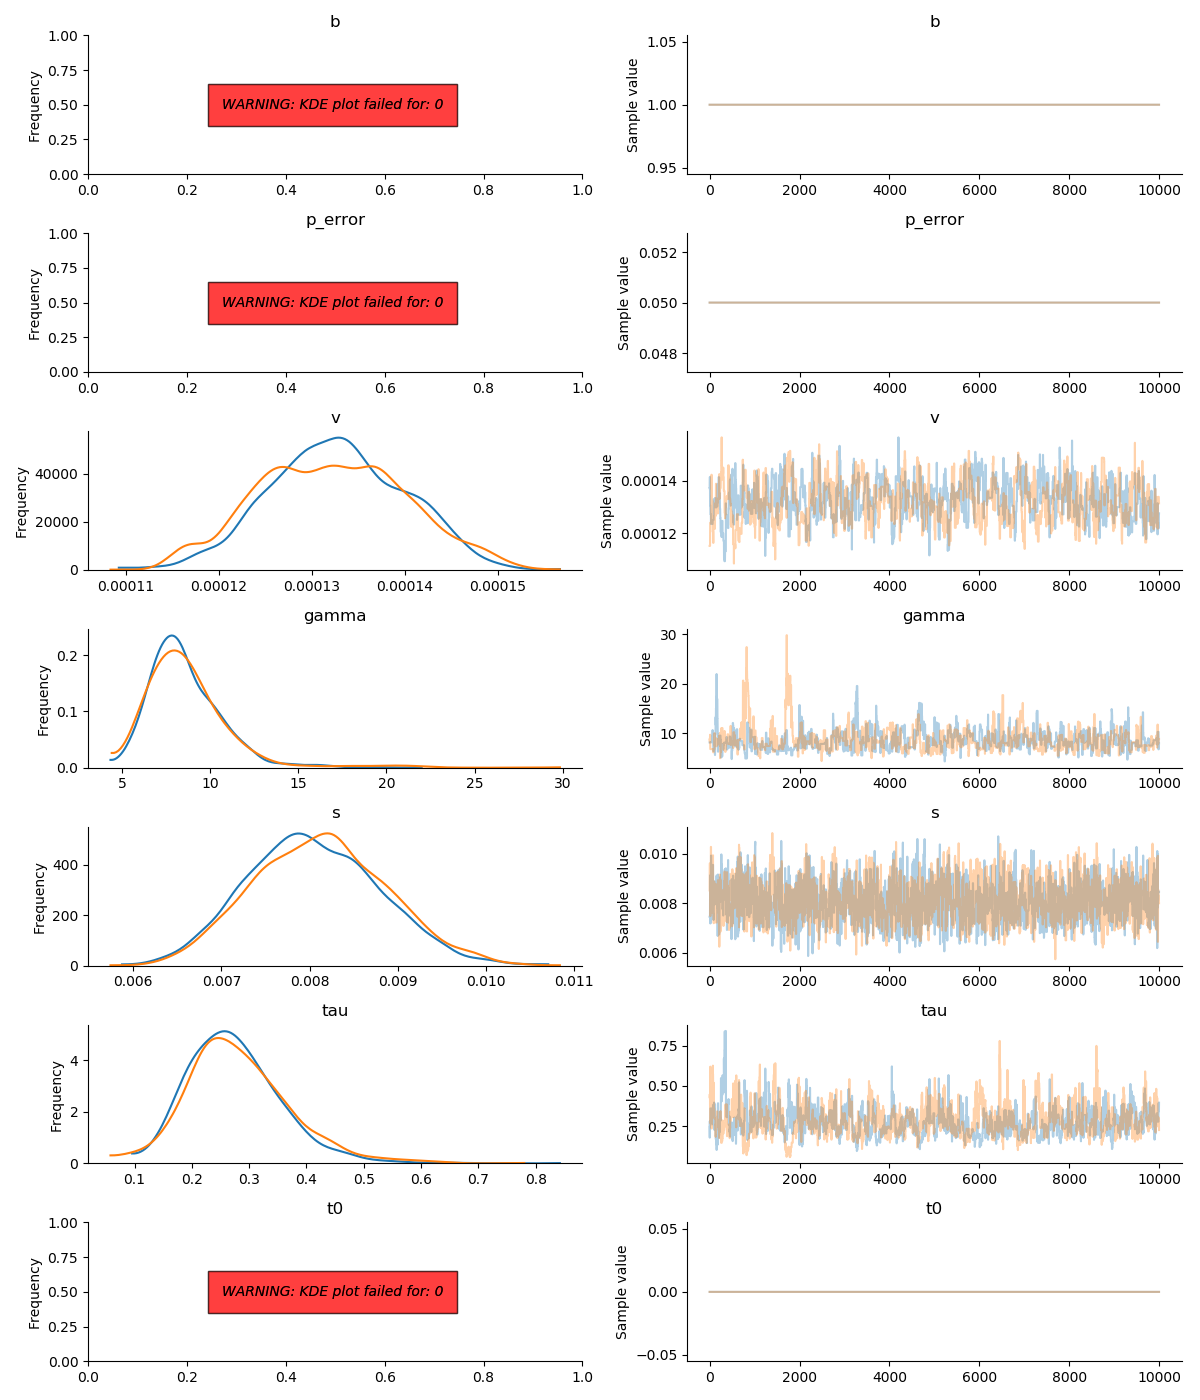 b
1.00
0.75
0.50
0.25
0.00
Frequency
WARNING: KDE plot failed for: 0
0.0 0.2 0.4 0.6 0.8 1.0
b
1.05
1.00
0.95
Sample value
0 2000 4000 6000 8000 10000
p_error
1.00
0.75
0.50
0.25
0.00
Frequency
WARNING: KDE plot failed for: 0
0.0 0.2 0.4 0.6 0.8 1.0
p_error
0.052
0.050
0.048
Sample value
0 2000 4000 6000 8000 10000
v
40000
20000
0
Frequency
0.00011 0.00012 0.00013 0.00014 0.00015
v
0.00014
0.00012
Sample value
0 2000 4000 6000 8000 10000
gamma
0.2
0.1
0.0
Frequency
5 10 15 20 25 30
gamma
30
20
10
Sample value
0 2000 4000 6000 8000 10000
s
400
200
0
Frequency
0.006 0.007 0.008 0.009 0.010 0.011
s
0.010
0.008
0.006
Sample value
0 2000 4000 6000 8000 10000
tau
4
2
0
Frequency
0.1 0.2 0.3 0.4 0.5 0.6 0.7 0.8
tau
0.75
0.50
0.25
Sample value
0 2000 4000 6000 8000 10000
t0
1.00
0.75
0.50
0.25
0.00
Frequency
WARNING: KDE plot failed for: 0
0.0 0.2 0.4 0.6 0.8 1.0
t0
0.05
0.00
−0.05
Sample value
0 2000 4000 6000 8000 10000